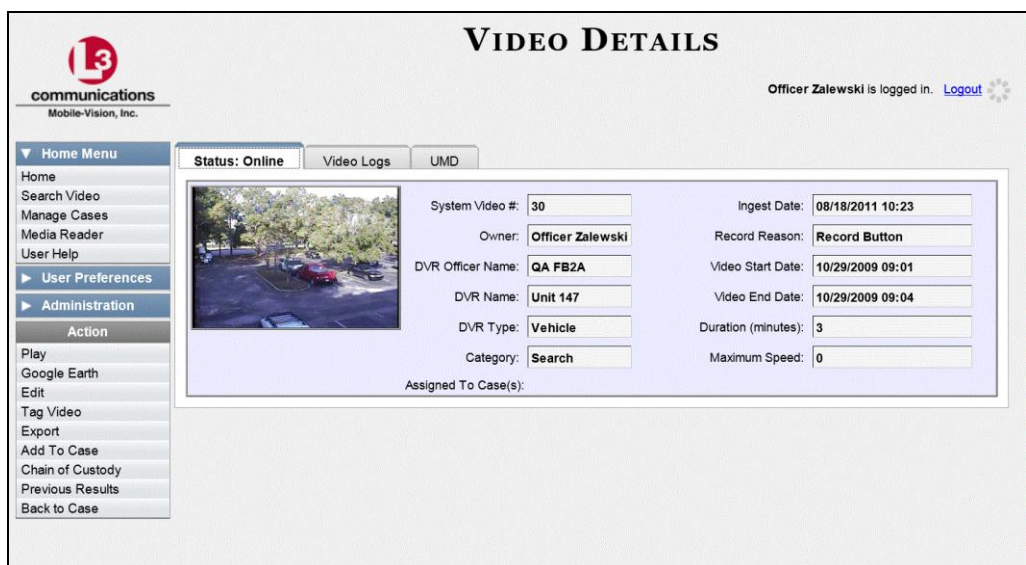 VIDEO DETAILS
L3
communications
Mobile-Vision, Inc.
Officer Zalewski is logged in. Logout
▼ Home Menu
Home
Search Video
Manage Cases
Media Reader
User Help
▶ User Preferences
▶ Administration
Action
Play
Google Earth
Edit
Tag Video
Export
Add To Case
Chain of Custody
Previous Results
Back to Case
Status: Online Video Logs UMD
System Video #: 30 Ingest Date: 08/18/2011 10:23
Owner: Officer Zalewski Record Reason: Record Button
DVR Officer Name: QA FB2A Video Start Date: 10/29/2009 09:01
DVR Name: Unit 147 Video End Date: 10/29/2009 09:04
DVR Type: Vehicle Duration (minutes): 3
Category: Search Maximum Speed: 0
Assigned To Case(s):